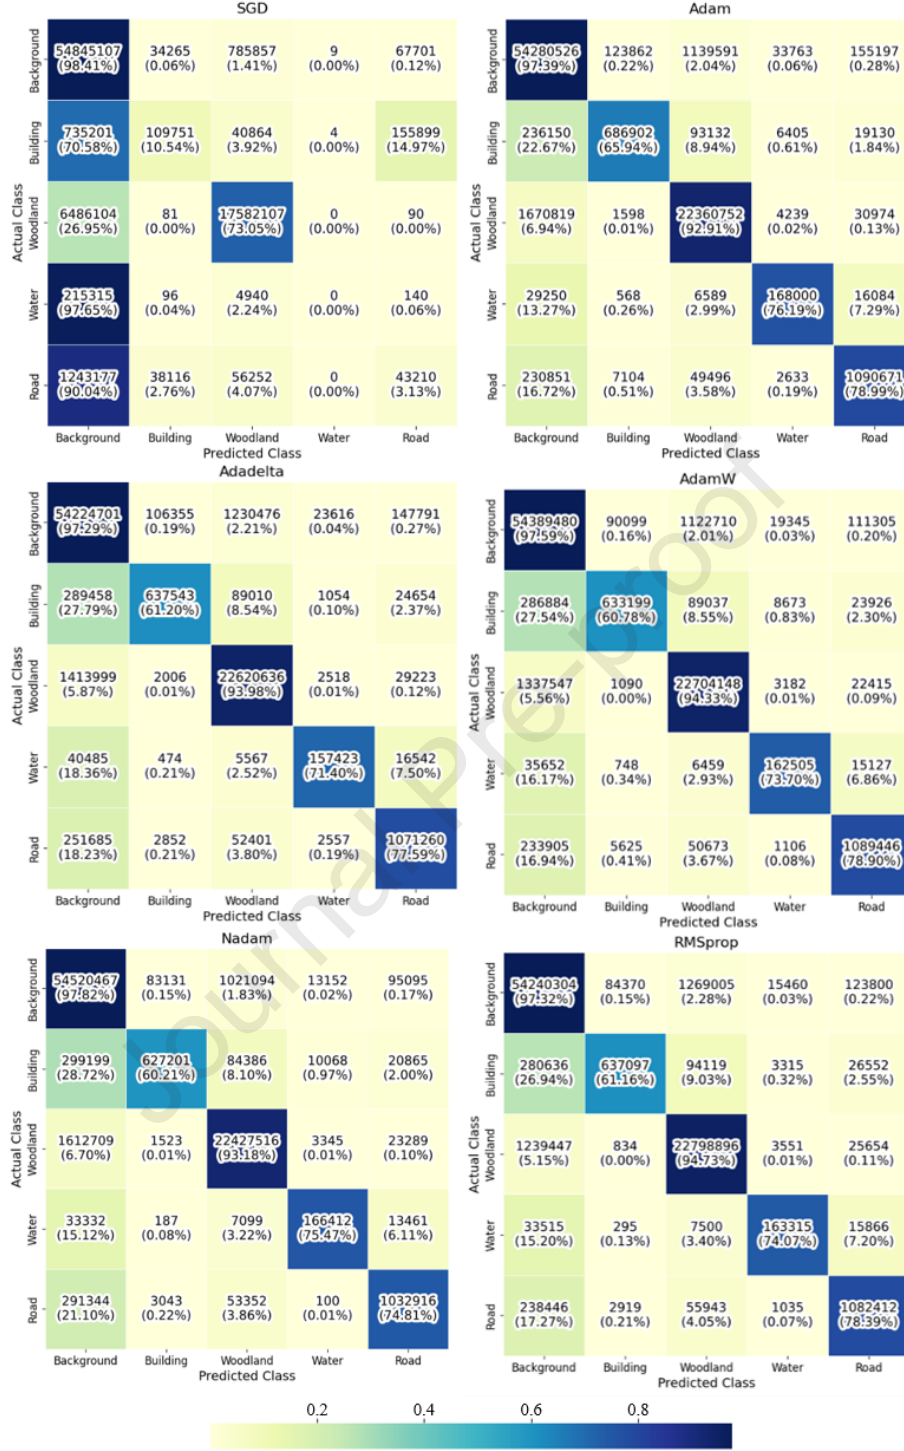 SGD
Background
54845107 34265 785857 9 67701
(98.41%) (0.06%) (1.41%) (0.00%) (0.12%)
Building
735201 109751 40864 4 155899
(70.58%) (10.54%) (3.92%) (0.00%) (14.97%)
Actual Class
Woodland
6486104 81 17582107 0 90
(26.95%) (0.00%) (73.05%) (0.00%) (0.00%)
Water
215315 96 4940 0 140
(97.65%) (0.04%) (2.24%) (0.00%) (0.06%)
Road
1243177 38116 56252 0 43210
(90.04%) (2.76%) (4.07%) (0.00%) (3.13%)
Background Building Woodland Water Road
Predicted Class
Adam
Background
54280526 123862 1139591 33763 155197
(97.39%) (0.22%) (2.04%) (0.06%) (0.28%)
Building
236150 686902 93132 6405 19130
(22.67%) (65.94%) (8.94%) (0.61%) (1.84%)
Actual Class
Woodland
1670819 1598 22360752 4239 30974
(6.94%) (0.01%) (92.91%) (0.02%) (0.13%)
Water
29250 568 6589 168000 16084
(13.27%) (0.26%) (2.99%) (76.19%) (7.29%)
Road
230851 7104 49496 2633 1090671
(16.72%) (0.51%) (3.58%) (0.19%) (78.99%)
Background Building Woodland Water Road
Predicted Class
Adadelta
Background
54224701 106355 1230476 23616 147791
(97.29%) (0.19%) (2.21%) (0.04%) (0.27%)
Building
289458 637543 89010 1054 24654
(27.79%) (61.20%) (8.54%) (0.10%) (2.37%)
Actual Class
Woodland
1413999 2006 22620636 2518 29223
(5.87%) (0.01%) (93.98%) (0.01%) (0.12%)
Water
40485 474 5567 157423 16542
(18.36%) (0.21%) (2.52%) (71.40%) (7.50%)
Road
251685 2852 52401 2557 1071260
(18.23%) (0.21%) (3.80%) (0.19%) (77.59%)
Background Building Woodland Water Road
Predicted Class
AdamW
Background
54389480 90099 1122710 19345 111305
(97.59%) (0.16%) (2.01%) (0.03%) (0.20%)
Building
286884 633199 89037 8673 23926
(27.54%) (60.78%) (8.55%) (0.83%) (2.30%)
Actual Class
Woodland
1337547 1090 22704148 3182 22415
(5.56%) (0.00%) (94.33%) (0.01%) (0.09%)
Water
35652 748 6459 162505 15127
(16.17%) (0.34%) (2.93%) (73.70%) (6.86%)
Road
233905 5625 50673 1106 1089446
(16.94%) (0.41%) (3.67%) (0.08%) (78.90%)
Background Building Woodland Water Road
Predicted Class
Nadam
Background
54520467 83131 1021094 13152 95095
(97.82%) (0.15%) (1.83%) (0.02%) (0.17%)
Building
299199 627201 84386 10068 20865
(28.72%) (60.21%) (8.10%) (0.97%) (2.00%)
Actual Class
Woodland
1612709 1523 22427516 3345 23289
(6.70%) (0.01%) (93.18%) (0.01%) (0.10%)
Water
33332 187 7099 166412 13461
(15.12%) (0.08%) (3.22%) (75.47%) (6.11%)
Road
291344 3043 53352 100 1032916
(21.10%) (0.22%) (3.86%) (0.01%) (74.81%)
Background Building Woodland Water Road
Predicted Class
RMSprop
Background
54240304 84370 1269005 15460 123800
(97.32%) (0.15%) (2.28%) (0.03%) (0.22%)
Building
280636 637097 94119 3315 26552
(26.94%) (61.16%) (9.03%) (0.32%) (2.55%)
Actual Class
Woodland
1239447 834 22798896 3551 25654
(5.15%) (0.00%) (94.73%) (0.01%) (0.11%)
Water
33515 295 7500 163315 15866
(15.20%) (0.13%) (3.40%) (74.07%) (7.20%)
Road
238446 2919 55943 1035 1082412
(17.27%) (0.21%) (4.05%) (0.07%) (78.39%)
Background Building Woodland Water Road
Predicted Class
0.2 0.4 0.6 0.8
Journal Pre-proof